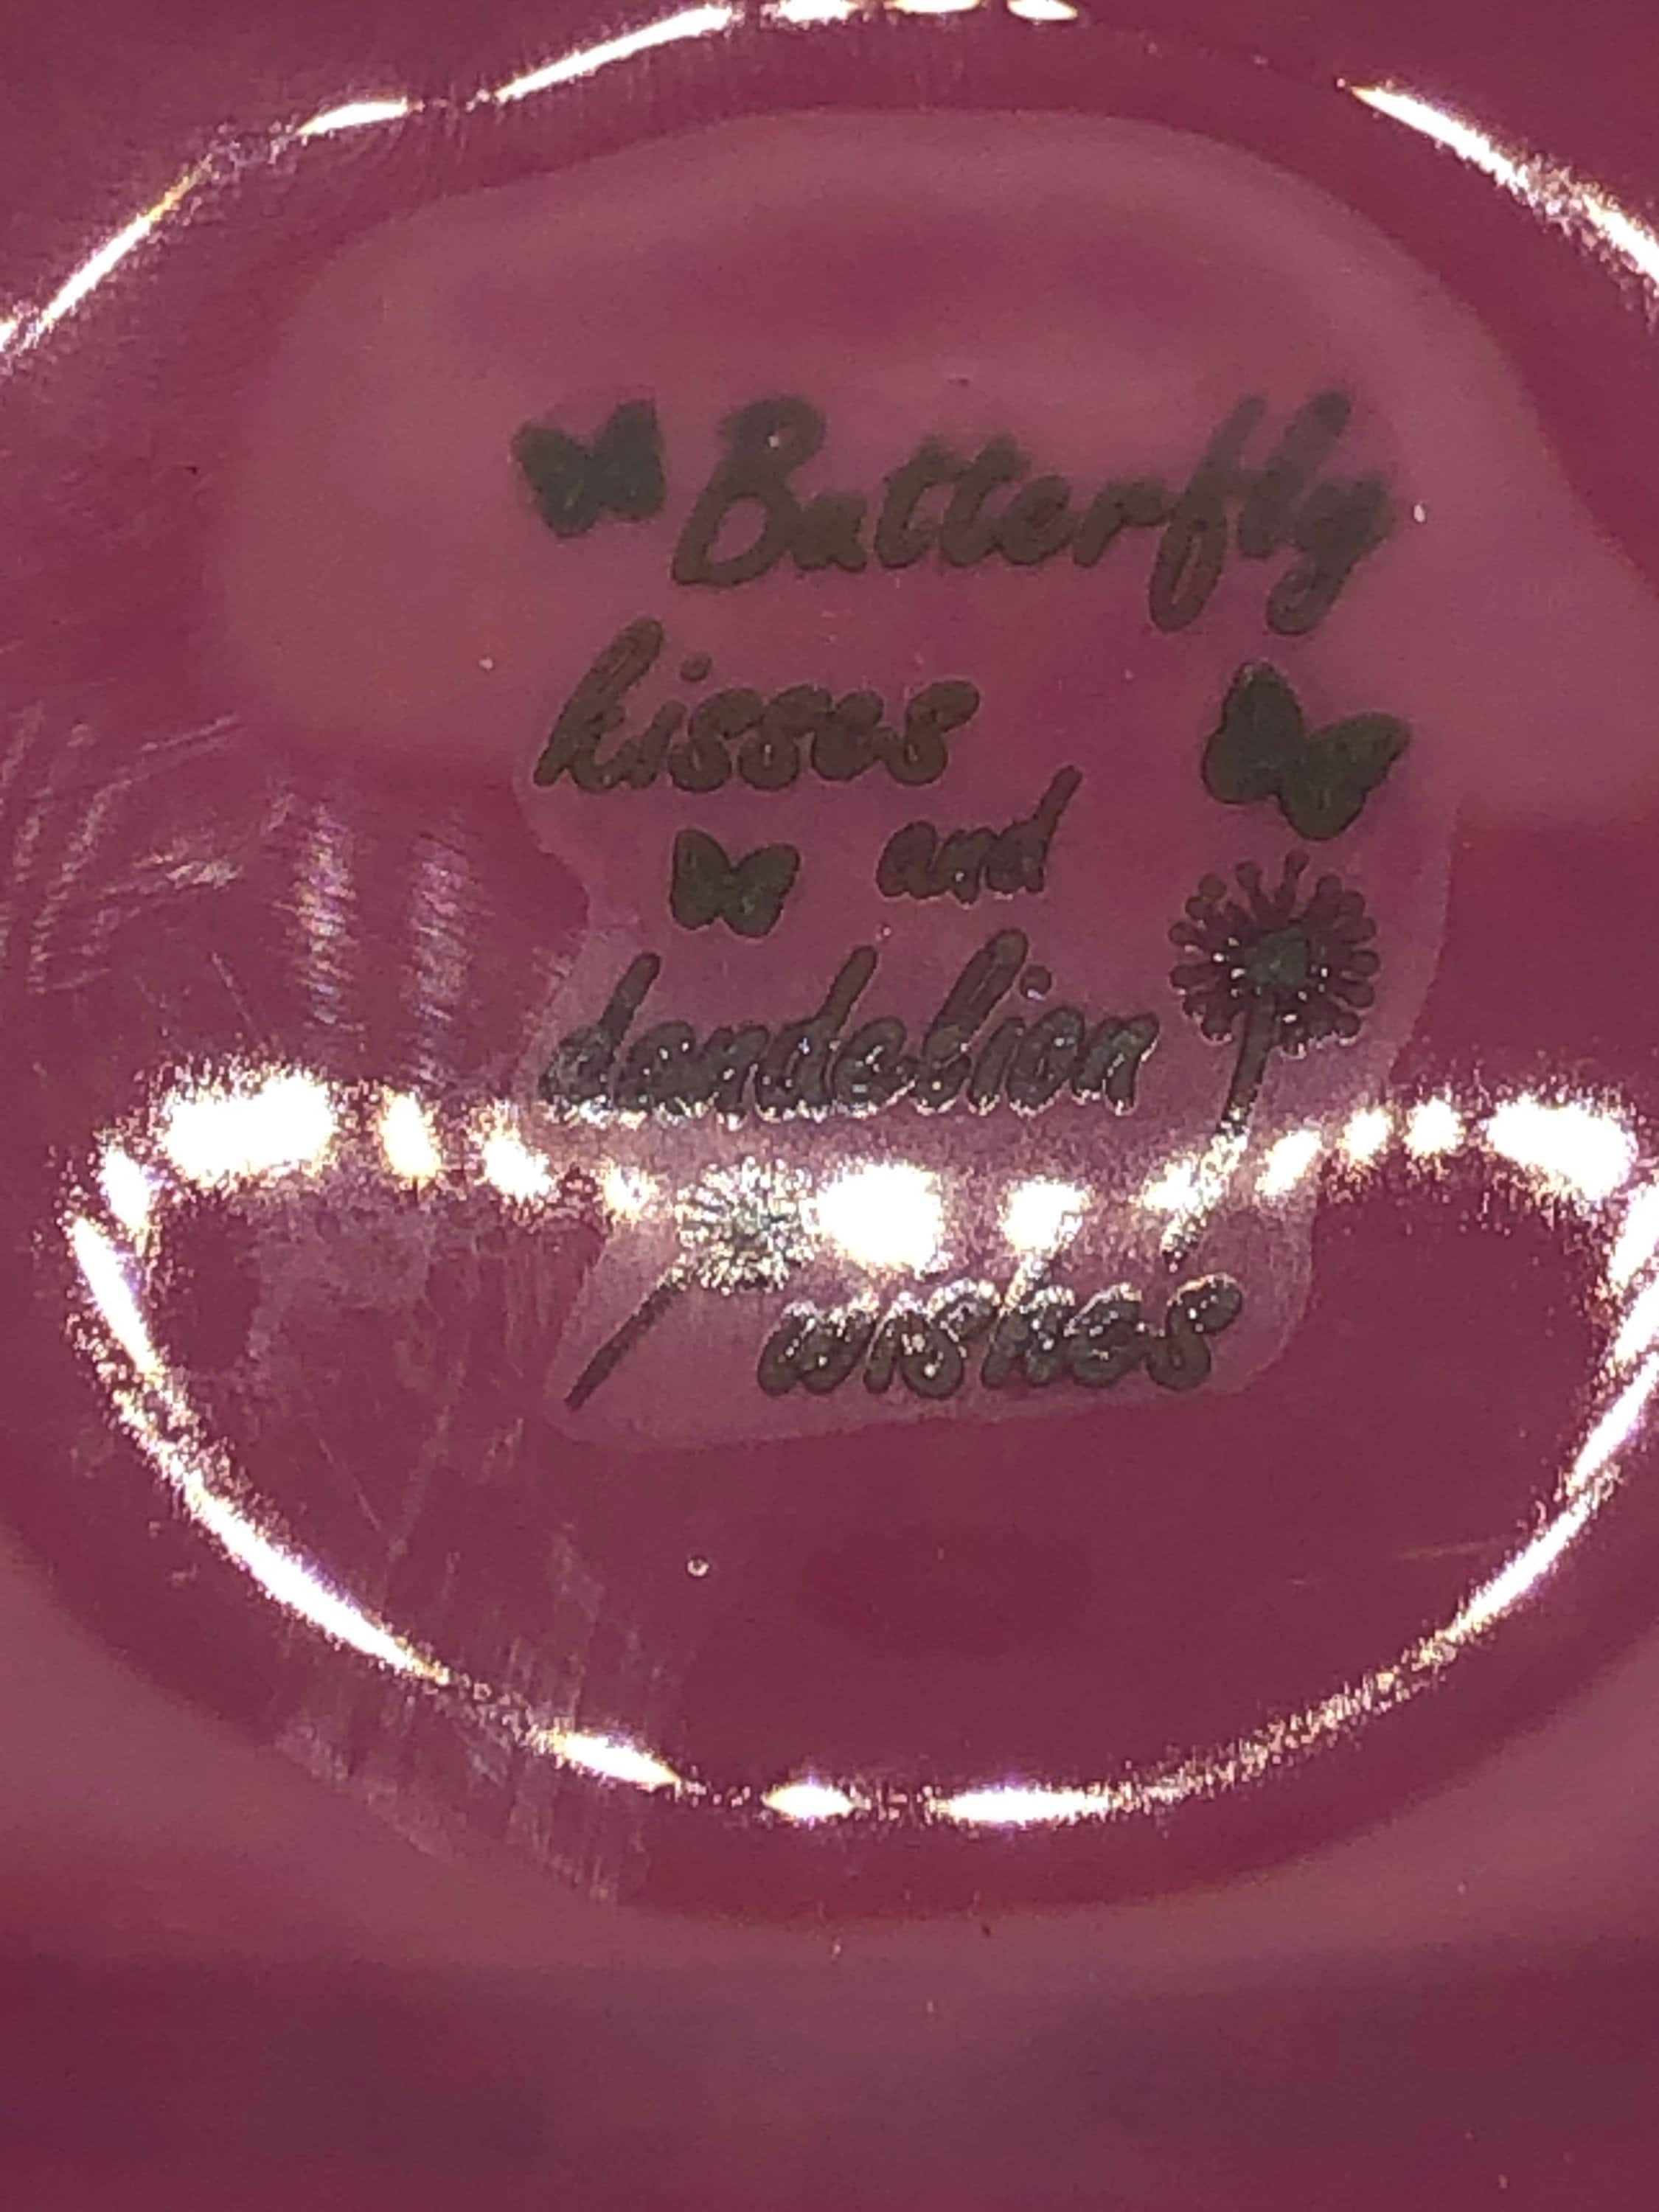 Butterfly
kisses
and
dandelion
wishes